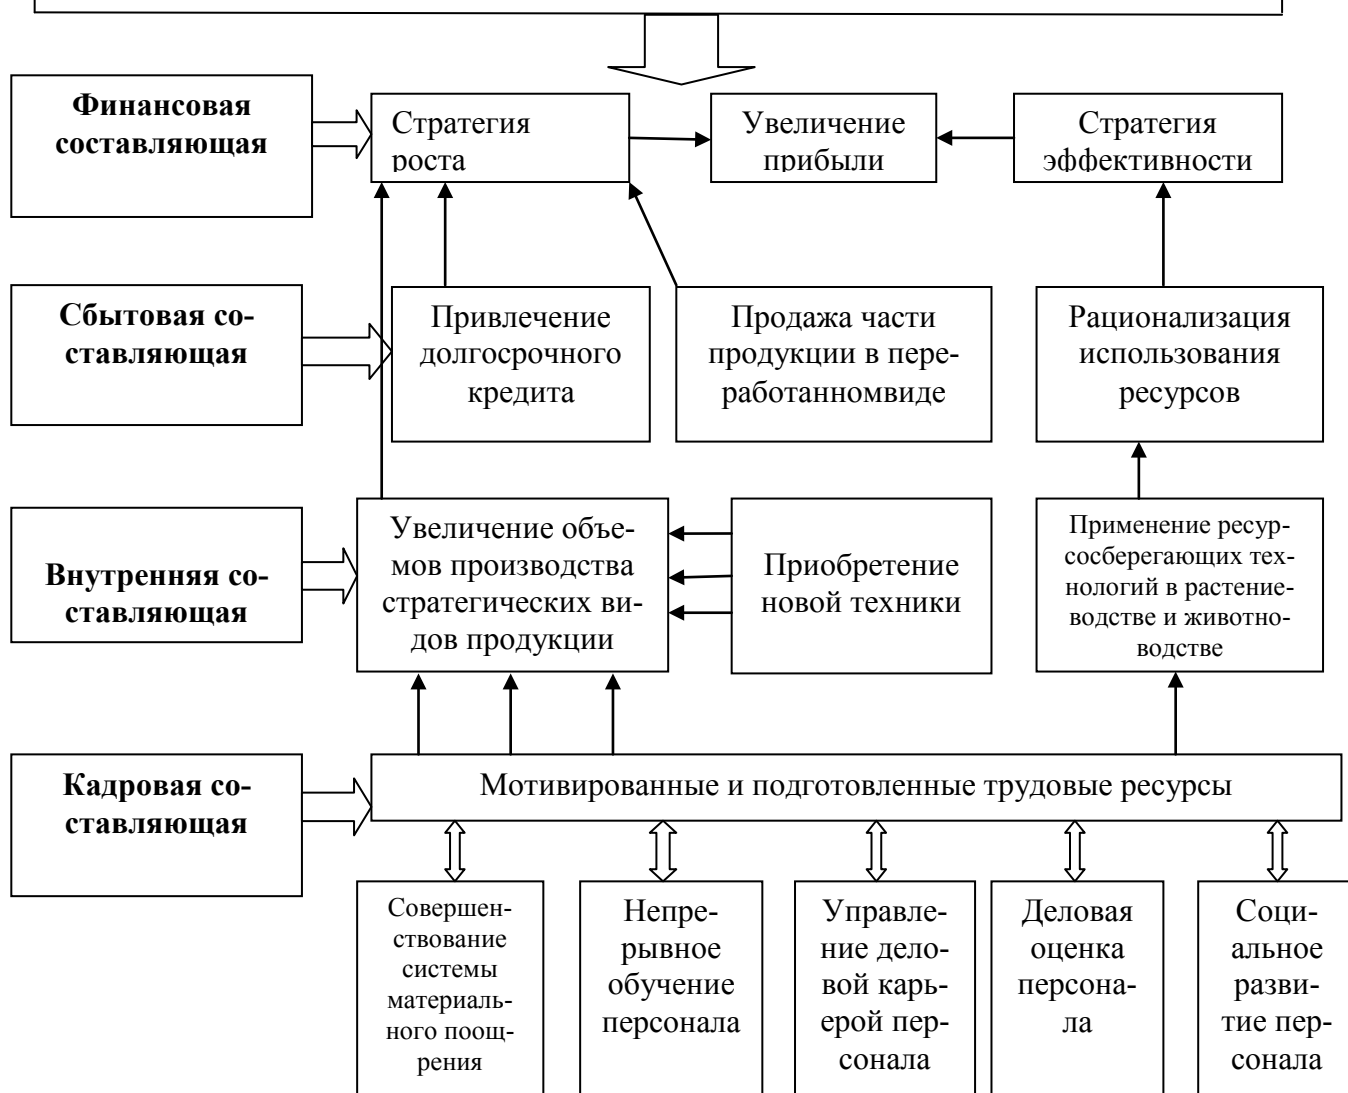 Финансовая
составляющая
Стратегия
роста
Увеличение
прибыли
Стратегия
эффективности
Сбытовая со-
ставляющая
Привлечение
долгосрочного
кредита
Продажа части
продукции в пере-
работанномвиде
Рационализация
использования
ресурсов
Внутренняя со-
ставляющая
Увеличение объе-
мов производства
стратегических ви-
дов продукции
Приобретение
новой техники
Применение ресур-
сосберегающих тех-
нологий в растение-
водстве и животно-
водстве
Кадровая со-
ставляющая
Мотивированные и подготовленные трудовые ресурсы
Совершен-
ствование
системы
материаль-
ного поощ-
рения
Непре-
рывное
обучение
персонала
Управле-
ние дело-
вой карь-
ерой пер-
сонала
Деловая
оценка
персона-
ла
Соци-
альное
разви-
тие пер-
сонала